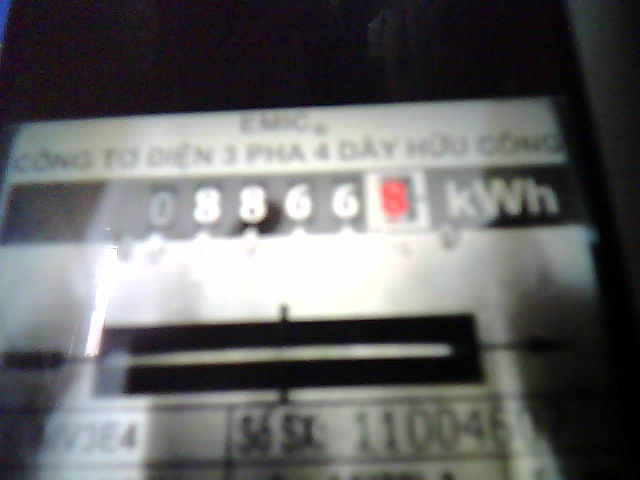 EMIC
CÔNG TƠ ĐIỆN 3 PHA 4 DÂY HỮU CÔNG
0 8 8 6 6 8 kWh
Số SX: 11004